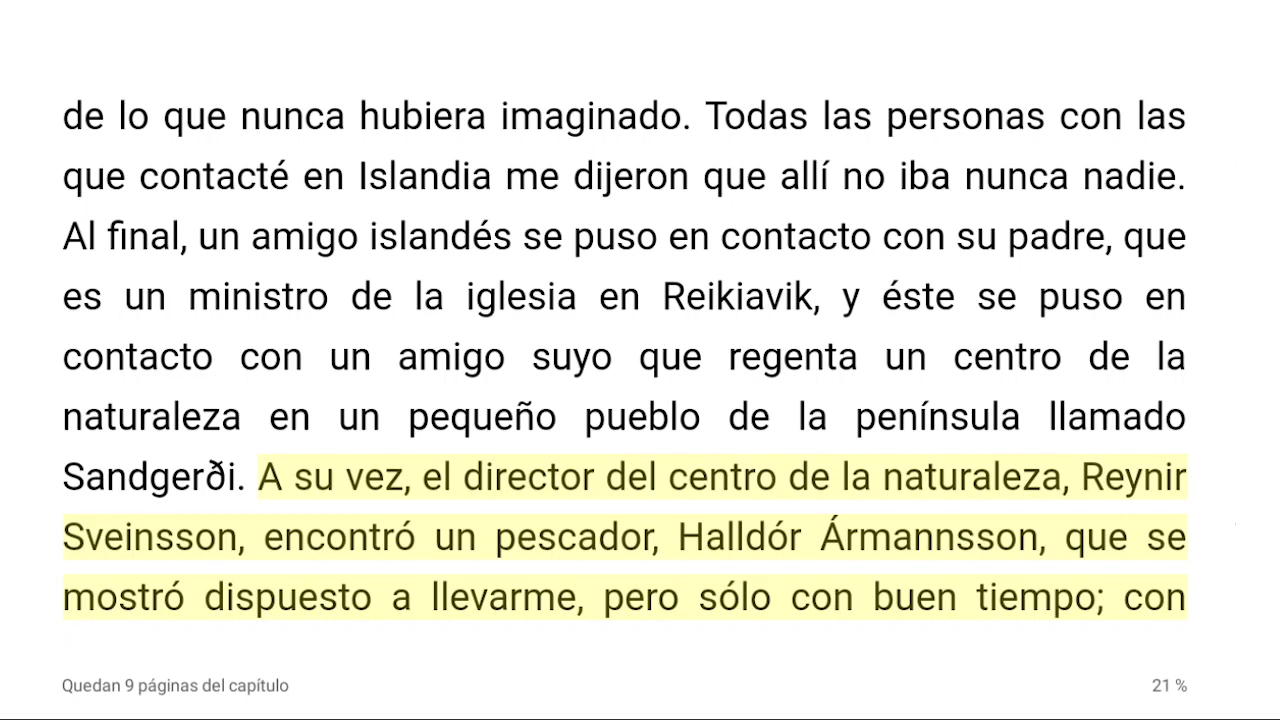 de lo que nunca hubiera imaginado. Todas las personas con las
que contacté en Islandia me dijeron que allí no iba nunca nadie.
Al final, un amigo islandés se puso en contacto con su padre, que
es un ministro de la iglesia en Reikiavik, y éste se puso en
contacto con un amigo suyo que regenta un centro de la
naturaleza en un pequeño pueblo de la península llamado
Sandgerði. A su vez, el director del centro de la naturaleza, Reynir
Sveinsson, encontró un pescador, Halldór Ármannsson, que se
mostró dispuesto a llevarme, pero sólo con buen tiempo; con
Quedan 9 páginas del capítulo
21 %